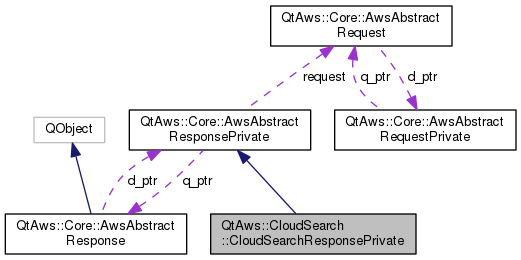 QtAws::Core::AwsAbstract
Request
request
q_ptr
d_ptr
QObject
QtAws::Core::AwsAbstract
ResponsePrivate
QtAws::Core::AwsAbstract
RequestPrivate
d_ptr
q_ptr
QtAws::Core::AwsAbstract
Response
QtAws::CloudSearch
::CloudSearchResponsePrivate